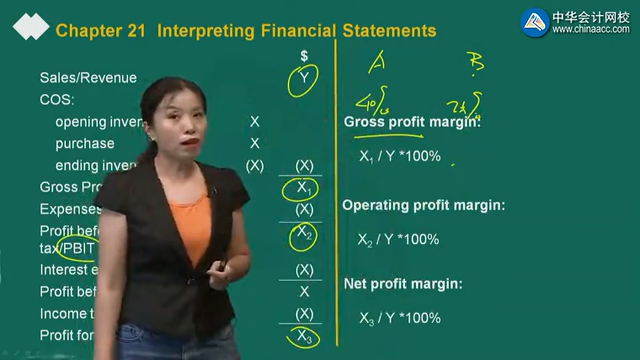 Chapter 21 Interpreting Financial Statements
中华会计网校
www.chinaacc.com
$
Sales/Revenue Y
COS:
opening inven X
purchase X
ending inven (X) (X)
Gross Pro X₁
Expenses (X)
Profit befor X₂
tax/PBIT
Interest e (X)
Profit bef X
Income t (X)
Profit for X₃
A B
40%
Gross profit margin:
X₁ / Y *100%
Operating profit margin:
X₂ / Y *100%
Net profit margin:
X₃ / Y *100%